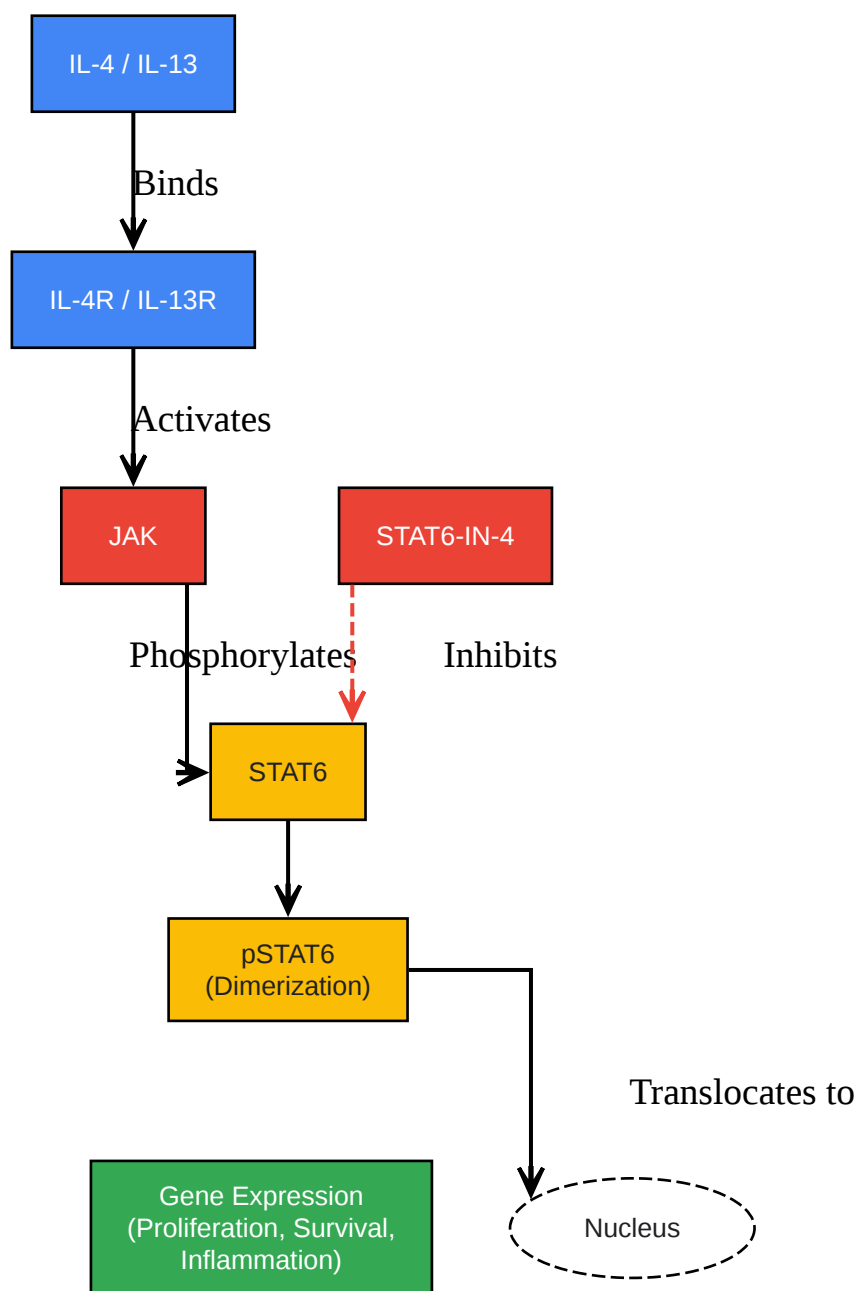 IL-4 / IL-13
Binds
IL-4R / IL-13R
Activates
JAK
STAT6-IN-4
Phosphorylates
Inhibits
STAT6
pSTAT6
(Dimerization)
Translocates to
Gene Expression
(Proliferation, Survival,
Inflammation)
Nucleus